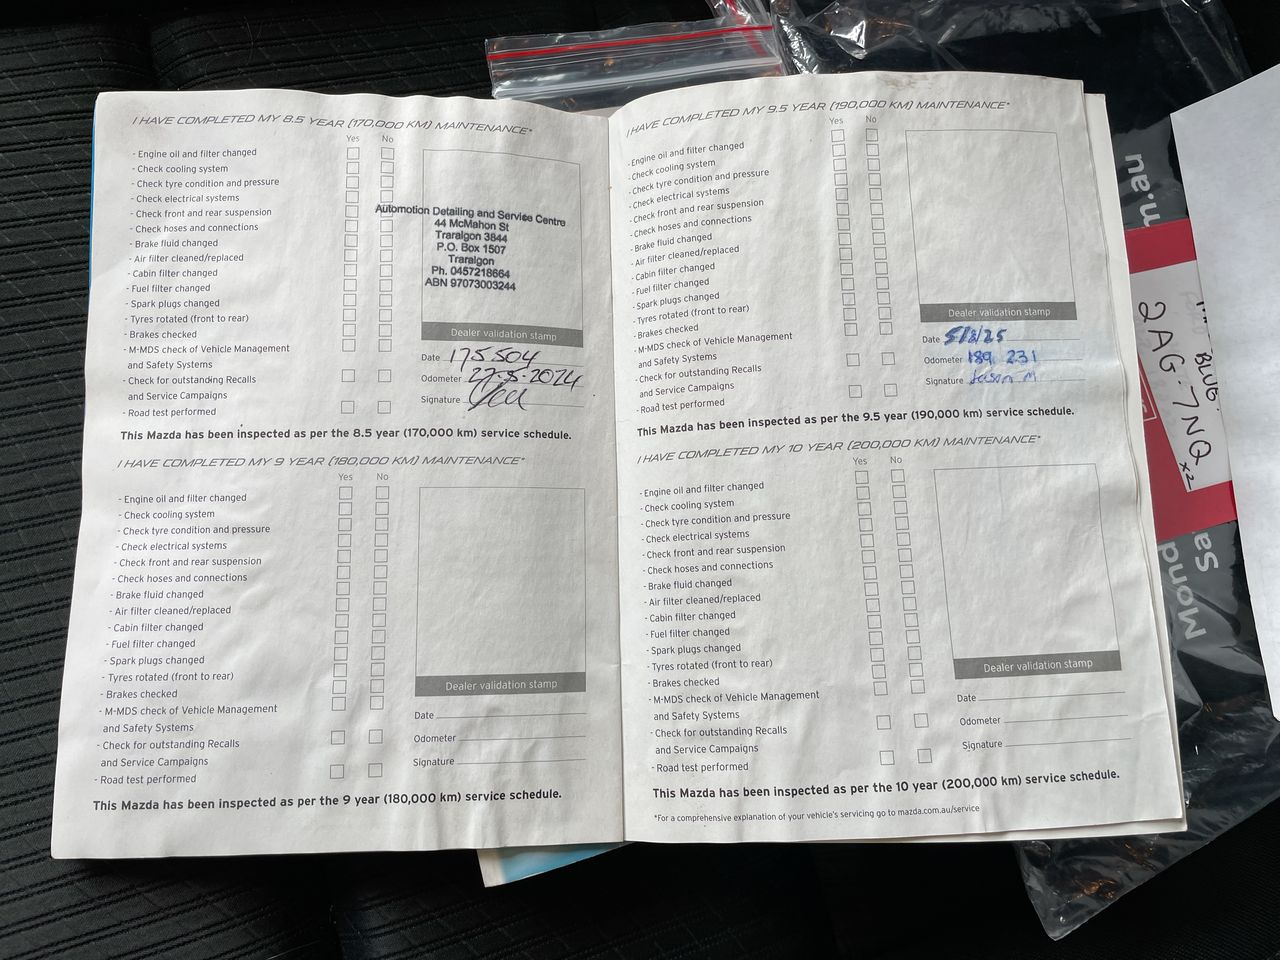 I HAVE COMPLETED MY 8.5 YEAR (170,000 KM) MAINTENANCE*
Yes No
- Engine oil and filter changed
- Check cooling system
- Check tyre condition and pressure
- Check electrical systems
- Check front and rear suspension
- Check hoses and connections
- Brake fluid changed
- Air filter cleaned/replaced
- Cabin filter changed
- Fuel filter changed
- Spark plugs changed
- Tyres rotated (front to rear)
- Brakes checked
- M-MDS check of Vehicle Management
and Safety Systems
- Check for outstanding Recalls
and Service Campaigns
- Road test performed
Automotion Detailing and Service Centre
44 McMahon St
Traralgon 3844
P.O. Box 1507
Traralgon
Ph. 0457218664
ABN 97073003244
Dealer validation stamp
Date 175504
Odometer 27-8-2024
Signature
This Mazda has been inspected as per the 8.5 year (170,000 km) service schedule.
I HAVE COMPLETED MY 9 YEAR (180,000 KM) MAINTENANCE*
Yes No
- Engine oil and filter changed
- Check cooling system
- Check tyre condition and pressure
- Check electrical systems
- Check front and rear suspension
- Check hoses and connections
- Brake fluid changed
- Air filter cleaned/replaced
- Cabin filter changed
- Fuel filter changed
- Spark plugs changed
- Tyres rotated (front to rear)
- Brakes checked
- M-MDS check of Vehicle Management
and Safety Systems
- Check for outstanding Recalls
and Service Campaigns
- Road test performed
Dealer validation stamp
Date
Odometer
Signature
This Mazda has been inspected as per the 9 year (180,000 km) service schedule.
I HAVE COMPLETED MY 9.5 YEAR (190,000 KM) MAINTENANCE*
Yes No
- Engine oil and filter changed
- Check cooling system
- Check tyre condition and pressure
- Check electrical systems
- Check front and rear suspension
- Check hoses and connections
- Brake fluid changed
- Air filter cleaned/replaced
- Cabin filter changed
- Fuel filter changed
- Spark plugs changed
- Tyres rotated (front to rear)
- Brakes checked
- M-MDS check of Vehicle Management
and Safety Systems
- Check for outstanding Recalls
and Service Campaigns
- Road test performed
Dealer validation stamp
Date 5/8/25
Odometer 189 231
Signature Jason M
This Mazda has been inspected as per the 9.5 year (190,000 km) service schedule.
I HAVE COMPLETED MY 10 YEAR (200,000 KM) MAINTENANCE*
Yes No
- Engine oil and filter changed
- Check cooling system
- Check tyre condition and pressure
- Check electrical systems
- Check front and rear suspension
- Check hoses and connections
- Brake fluid changed
- Air filter cleaned/replaced
- Cabin filter changed
- Fuel filter changed
- Spark plugs changed
- Tyres rotated (front to rear)
- Brakes checked
- M-MDS check of Vehicle Management
and Safety Systems
- Check for outstanding Recalls
and Service Campaigns
- Road test performed
Dealer validation stamp
Date
Odometer
Signature
This Mazda has been inspected as per the 10 year (200,000 km) service schedule.
*For a comprehensive explanation of your vehicle's servicing go to mazda.com.au/service
m.au
BLUE
2AG-7NQ
x2
Sa
Mond